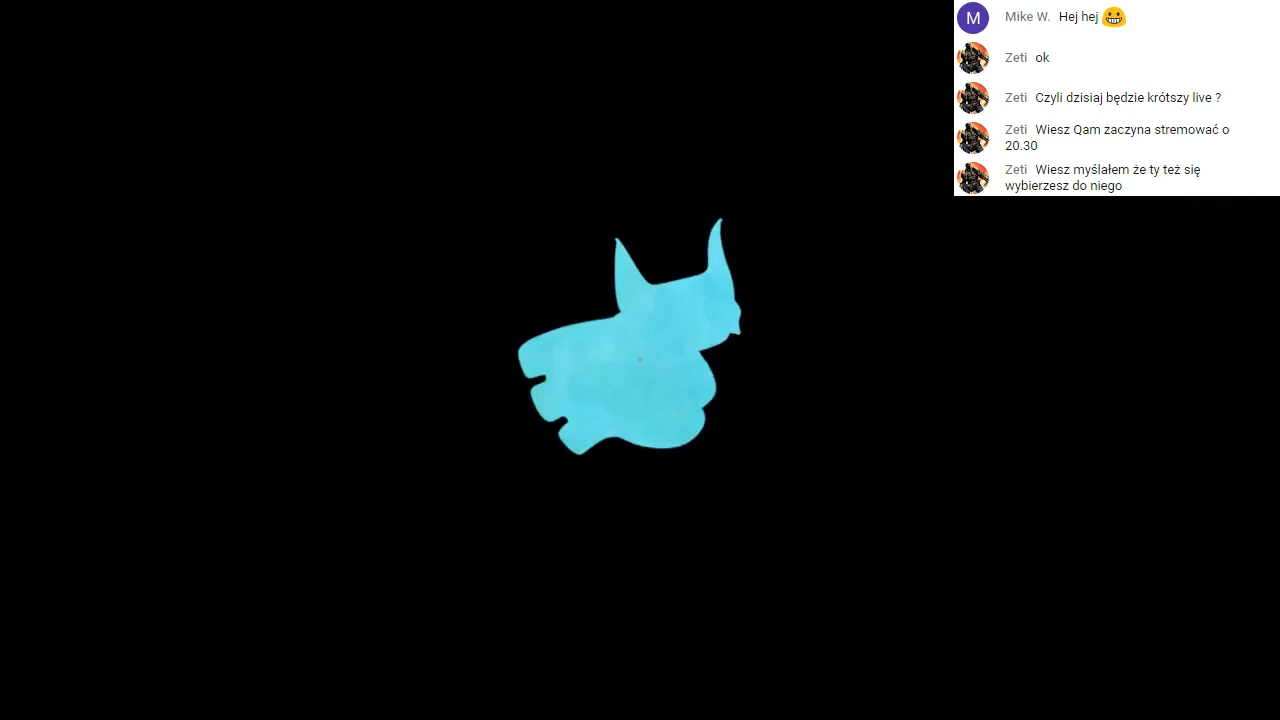 M Mike W. Hej hej 😀
Zeti ok
Zeti Czyli dzisiaj będzie krótszy live ?
Zeti Wiesz Qam zaczyna stremować o
20.30
Zeti Wiesz myślałem że ty też się
wybierzesz do niego